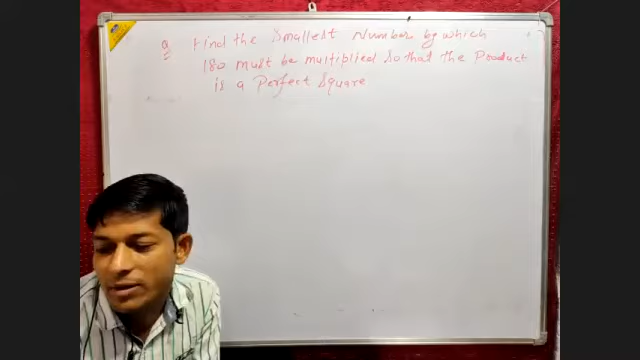 Q Find the Smallest Number by which
180 must be multiplied So that the Product
is a Perfect Square